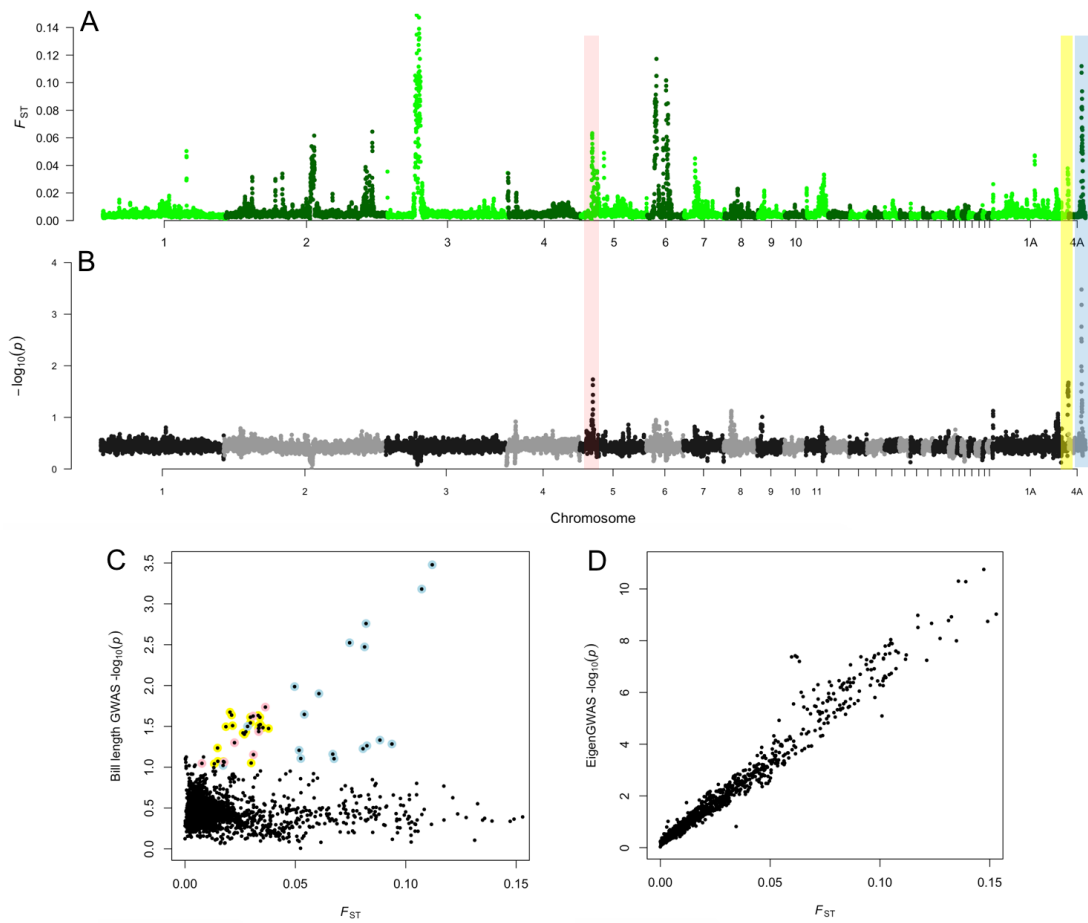 A
0.14
0.12
0.10
0.08
0.06
0.04
0.02
0.00
FST
1 2 3 4 5 6 7 8 9 10 1A 4A
B
4
3
2
1
0
−log10(p)
1 2 3 4 5 6 7 8 9 10 11 1A 4A
Chromosome
C
3.5
3.0
2.5
2.0
1.5
1.0
0.5
0.0
Bill length GWAS -log10(p)
0.00 0.05 0.10 0.15
FST
D
10
8
6
4
2
0
EigenGWAS -log10(p)
0.00 0.05 0.10 0.15
FST